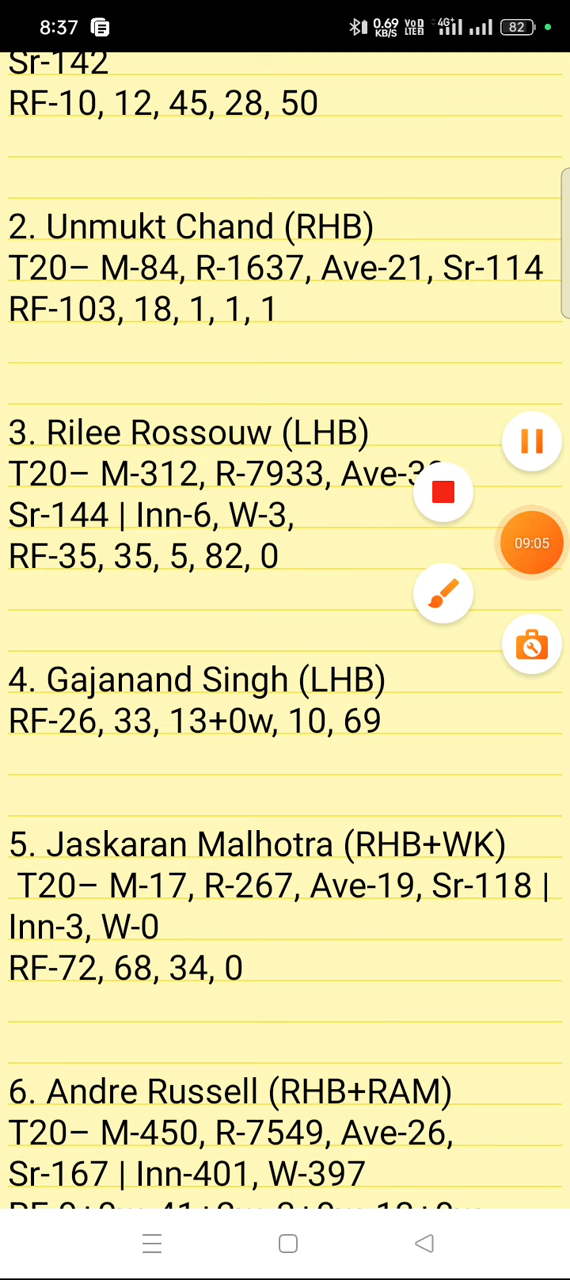 8:37
0.69 KB/S
VoD LTE2
4G+
82
Sr-142
RF-10, 12, 45, 28, 50
2. Unmukt Chand (RHB)
T20– M-84, R-1637, Ave-21, Sr-114
RF-103, 18, 1, 1, 1
3. Rilee Rossouw (LHB)
T20– M-312, R-7933,
Sr-144 | Inn-6, W-3,
RF-35, 35, 5, 82, 0
09:05
4. Gajanand Singh (LHB)
RF-26, 33, 13+0w, 10, 69
5. Jaskaran Malhotra (RHB+WK)
T20– M-17, R-267, Ave-19, Sr-118 |
Inn-3, W-0
RF-72, 68, 34, 0
6. Andre Russell (RHB+RAM)
T20– M-450, R-7549, Ave-26,
Sr-167 | Inn-401, W-397